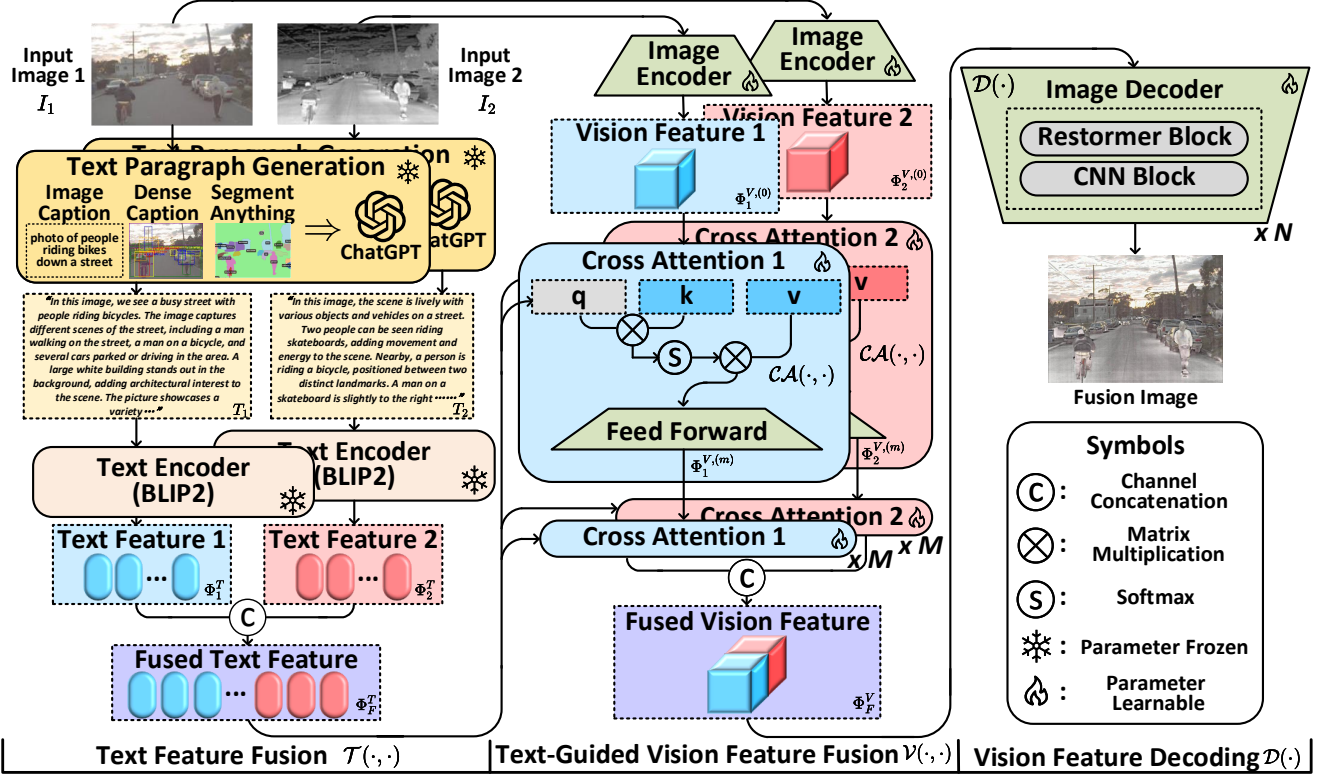 Input
Image 1
I₁
Input
Image 2
I₂
Text Paragraph Generation
Text Paragraph Generation
Image
Caption
Dense
Caption
Segment
Anything
photo of people
riding bikes
down a street
ChatGPT
ChatGPT
"In this image, we see a busy street with
people riding bicycles. The image captures
different scenes of the street, including a man
walking on the street, a man on a bicycle, and
several cars parked or driving in the area. A
large white building stands out in the
background, adding architectural interest to
the scene. The picture showcases a
variety ···"
T₁
"In this image, the scene is lively with
various objects and vehicles on a street.
Two people can be seen riding
skateboards, adding movement and
energy to the scene. Nearby, a person is
riding a bicycle, positioned between two
distinct landmarks. A man on a
skateboard is slightly to the right ······"
T₂
Text Encoder
(BLIP2)
Text Encoder
(BLIP2)
Text Feature 1
...
Φ₁ᵀ
Text Feature 2
...
Φ₂ᵀ
C
Fused Text Feature
...
Φ_F^T
Text Feature Fusion 𝒯(·,·)
Image
Encoder
Image
Encoder
Vision Feature 1
Φ₁^{V,(0)}
Vision Feature 2
Φ₂^{V,(0)}
Cross Attention 2
v
Cross Attention 1
q
k
v
S
𝒞𝒜(·,·)
𝒞𝒜(·,·)
Feed Forward
Φ₁^{V,(m)}
Φ₂^{V,(m)}
Cross Attention 2
x M
Cross Attention 1
x M
C
Fused Vision Feature
Φ_F^V
Text-Guided Vision Feature Fusion 𝒱(·,·)
𝒟(·)
Image Decoder
Restormer Block
CNN Block
x N
Fusion Image
Symbols
C : Channel
Concatenation
⊗ : Matrix
Multiplication
S : Softmax
: Parameter Frozen
: Parameter
Learnable
Vision Feature Decoding 𝒟(·)